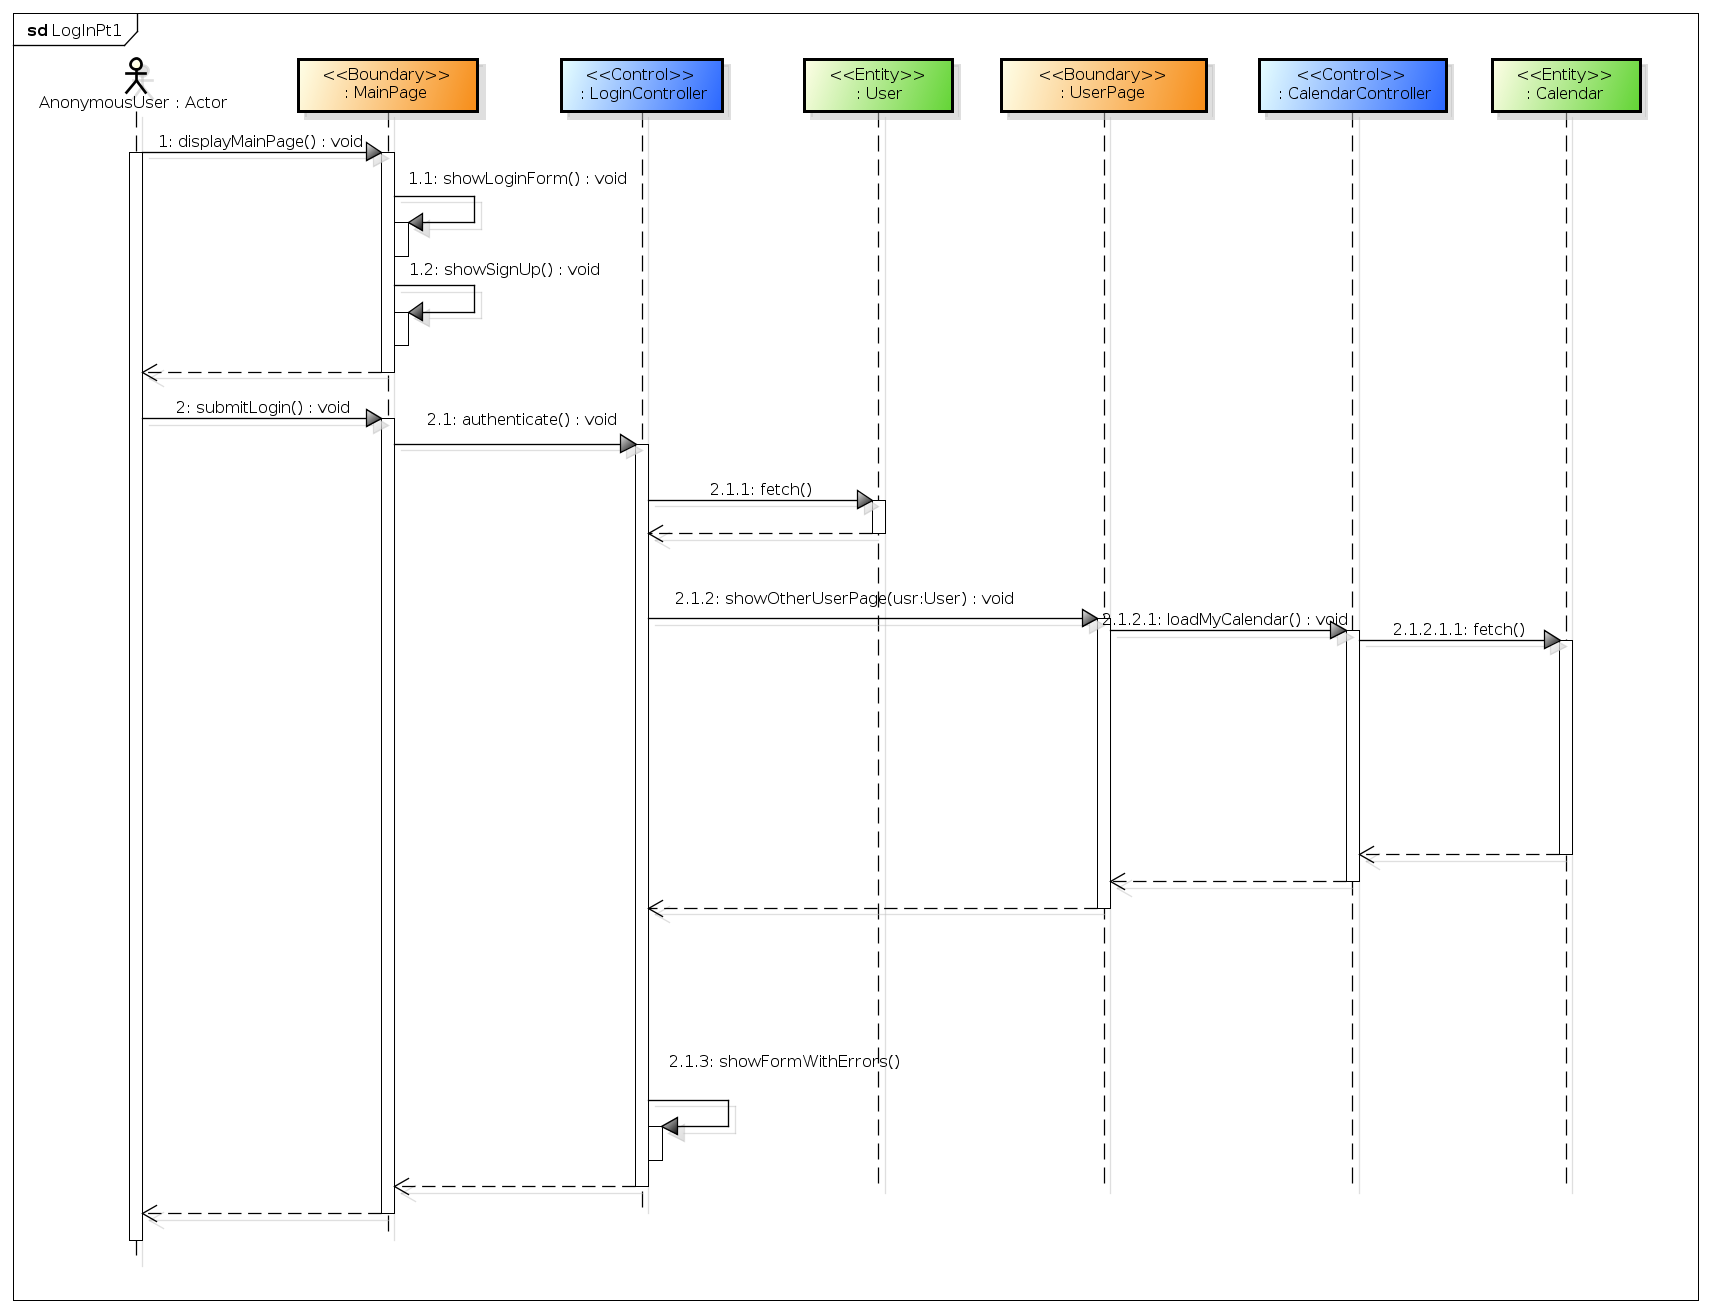 sd LogInPt1
AnonymousUser : Actor
<<Boundary>>
: MainPage
<<Control>>
: LoginController
<<Entity>>
: User
<<Boundary>>
: UserPage
<<Control>>
: CalendarController
<<Entity>>
: Calendar
1: displayMainPage() : void
1.1: showLoginForm() : void
1.2: showSignUp() : void
2: submitLogin() : void
2.1: authenticate() : void
2.1.1: fetch()
2.1.2: showOtherUserPage(usr:User) : void
2.1.2.1: loadMyCalendar() : void
2.1.2.1.1: fetch()
2.1.3: showFormWithErrors()